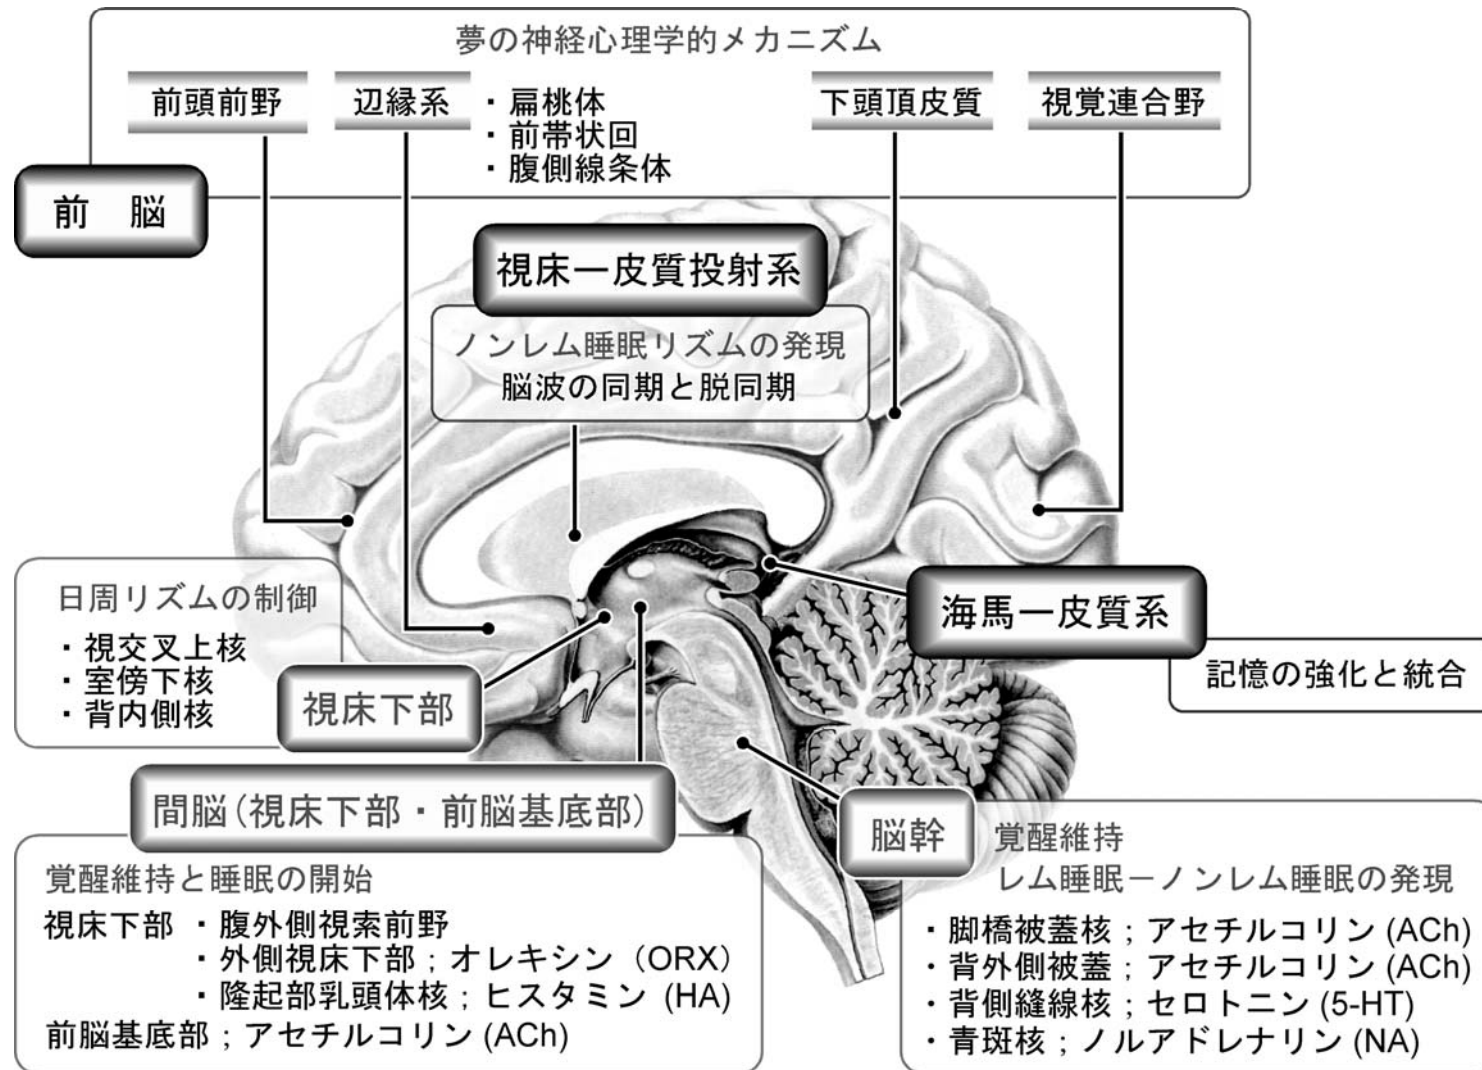 夢の神経心理学的メカニズム
前頭前野
辺縁系
・扁桃体
・前帯状回
・腹側線条体
下頭頂皮質
視覚連合野
前 脳
視床ー皮質投射系
ノンレム睡眠リズムの発現
脳波の同期と脱同期
日周リズムの制御
・視交叉上核
・室傍下核
・背内側核
視床下部
海馬ー皮質系
記憶の強化と統合
間脳(視床下部・前脳基底部)
覚醒維持と睡眠の開始
視床下部 ・腹外側視索前野
・外側視床下部;オレキシン(ORX)
・隆起部乳頭体核;ヒスタミン (HA)
前脳基底部;アセチルコリン (ACh)
脳幹
覚醒維持
レム睡眠−ノンレム睡眠の発現
・脚橋被蓋核;アセチルコリン (ACh)
・背外側被蓋;アセチルコリン (ACh)
・背側縫線核;セロトニン (5-HT)
・青斑核;ノルアドレナリン (NA)